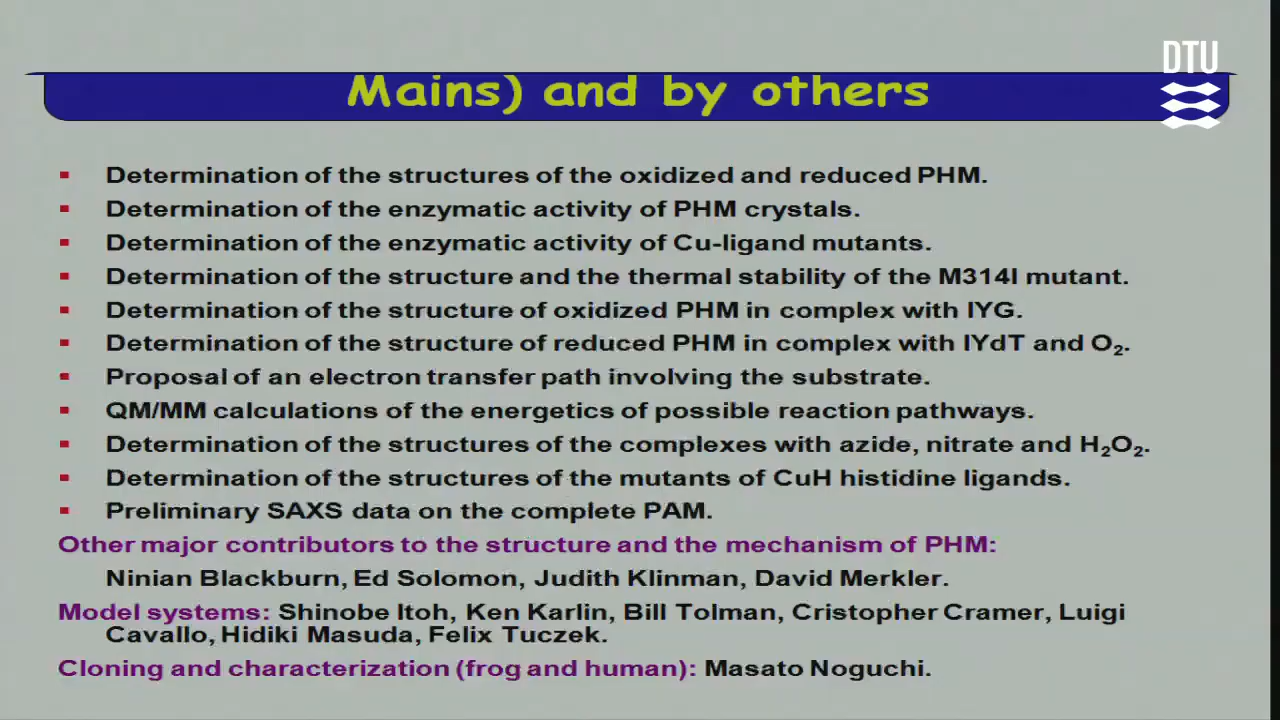 DTU
Mains) and by others
Determination of the structures of the oxidized and reduced PHM.
Determination of the enzymatic activity of PHM crystals.
Determination of the enzymatic activity of Cu-ligand mutants.
Determination of the structure and the thermal stability of the M314I mutant.
Determination of the structure of oxidized PHM in complex with IYG.
Determination of the structure of reduced PHM in complex with IYdT and O₂.
Proposal of an electron transfer path involving the substrate.
QM/MM calculations of the energetics of possible reaction pathways.
Determination of the structures of the complexes with azide, nitrate and H₂O₂.
Determination of the structures of the mutants of CuH histidine ligands.
Preliminary SAXS data on the complete PAM.
Other major contributors to the structure and the mechanism of PHM:
Ninian Blackburn, Ed Solomon, Judith Klinman, David Merkler.
Model systems: Shinobe Itoh, Ken Karlin, Bill Tolman, Cristopher Cramer, Luigi
Cavallo, Hidiki Masuda, Felix Tuczek.
Cloning and characterization (frog and human): Masato Noguchi.